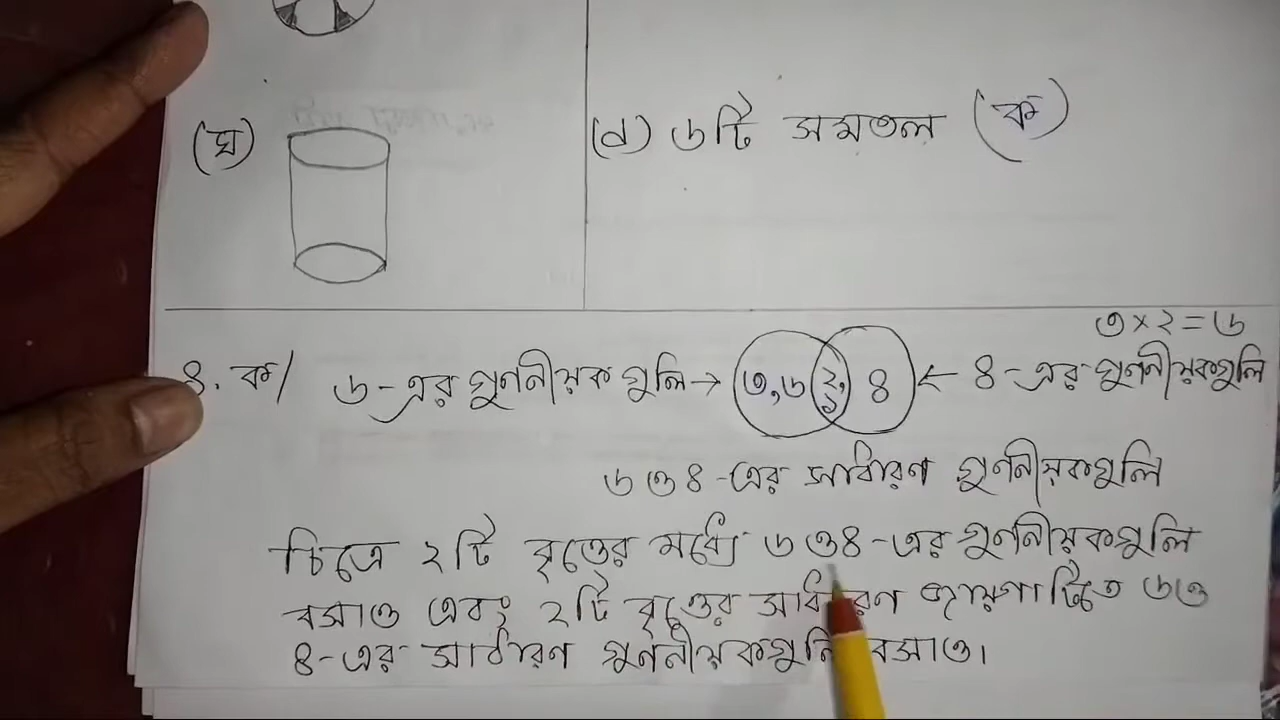 (ঘ)
(a) ৬টি সমতল (ক)
৩×২=৬
৪. ক/ ৬-এর গুণনীয়কগুলি→ ৩,৬ ২,১ ৪ ← ৪-এর গুণনীয়কগুলি
৬ ও ৪-এর সাধারণ গুণনীয়কগুলি
চিত্রে ২টি বৃত্তের মধ্যে ৬ ও ৪-এর গুণনীয়কগুলি
বসাও এবং ২টি বৃত্তের সাধারণ জায়গাটিতে ৬ ও
৪-এর সাধারণ গুণনীয়কগুলি বসাও।